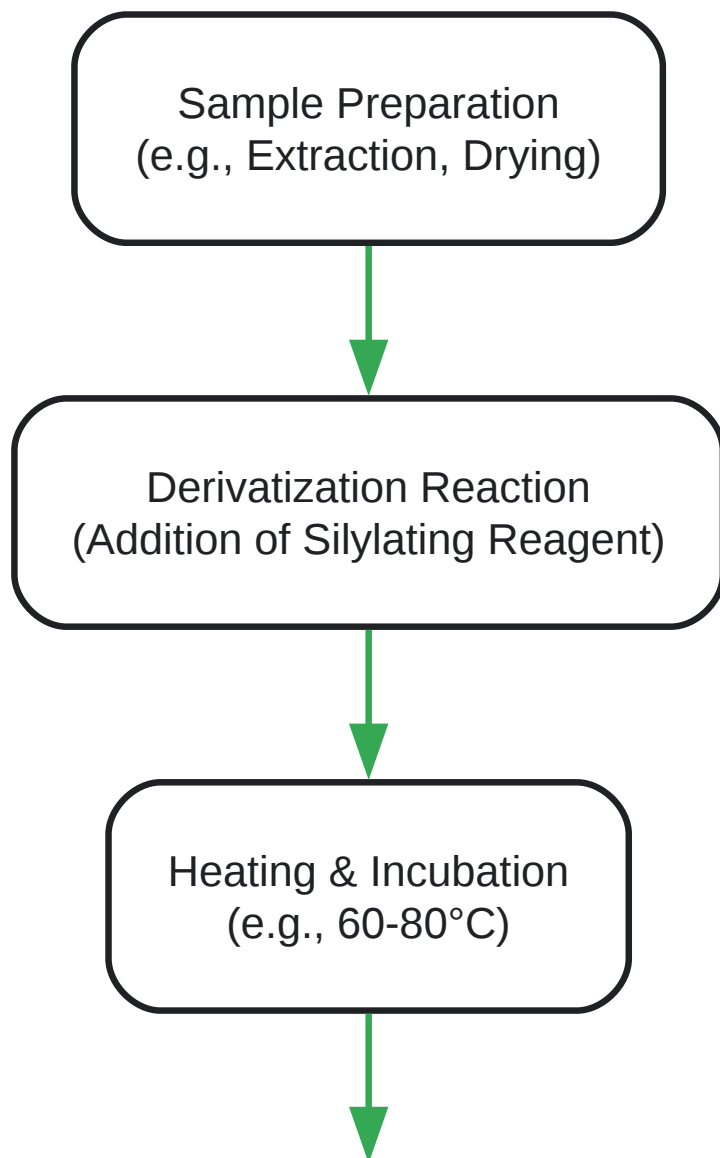 Sample Preparation
(e.g., Extraction, Drying)
Derivatization Reaction
(Addition of Silylating Reagent)
Heating & Incubation
(e.g., 60-80°C)